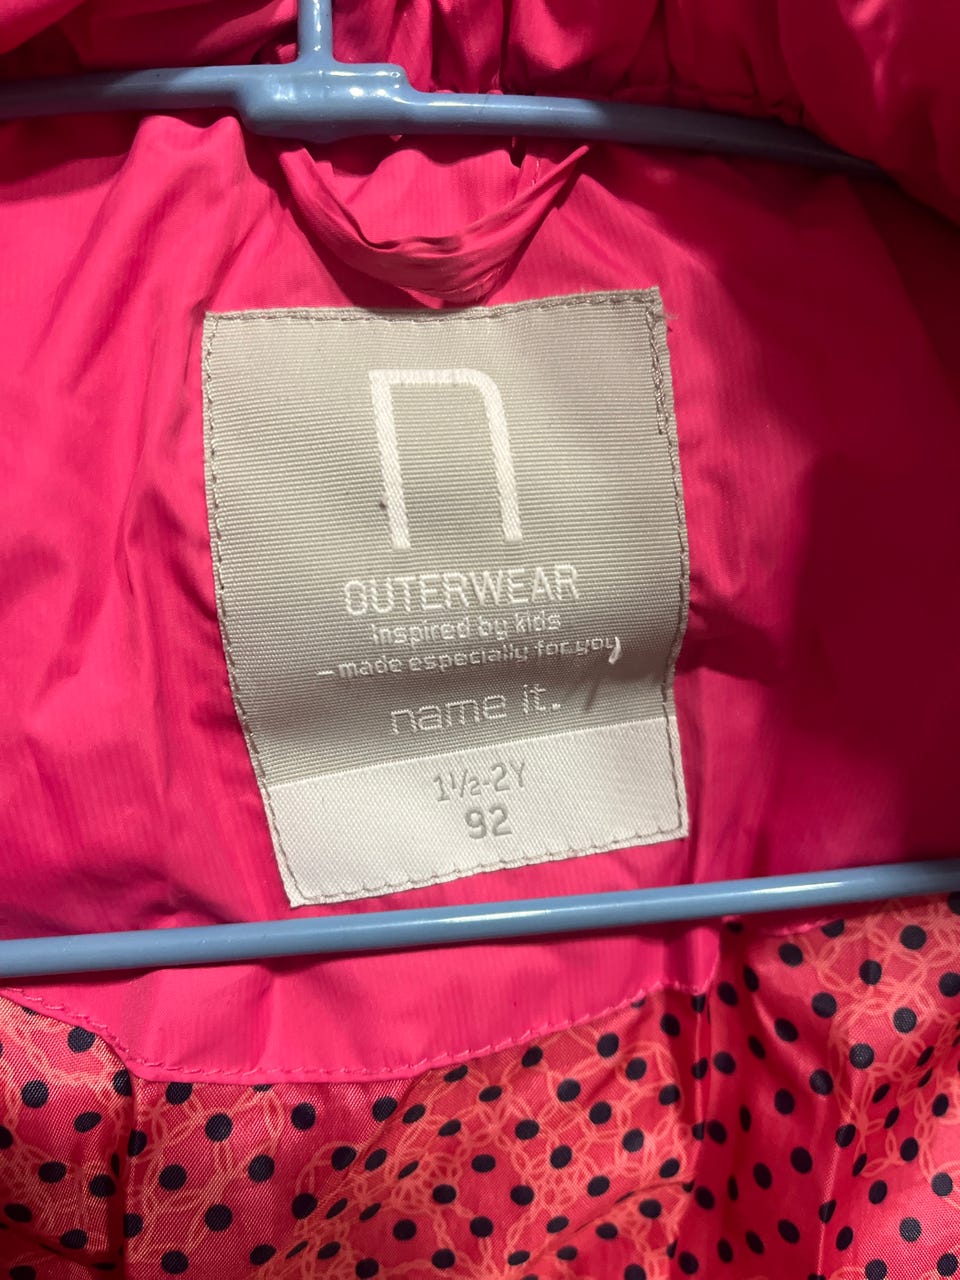 n
OUTERWEAR
inspired by kids
– made especially for you
name it.
1½-2Y
92